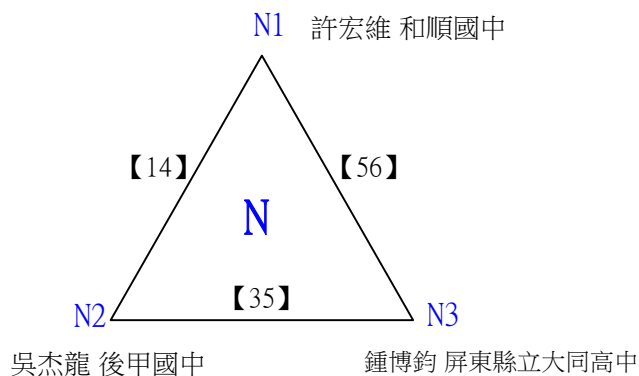 N1 許宏維 和順國中
【14】 【56】
N
【35】
N2 N3
吳杰龍 後甲國中 鍾博鈞 屏東縣立大同高中